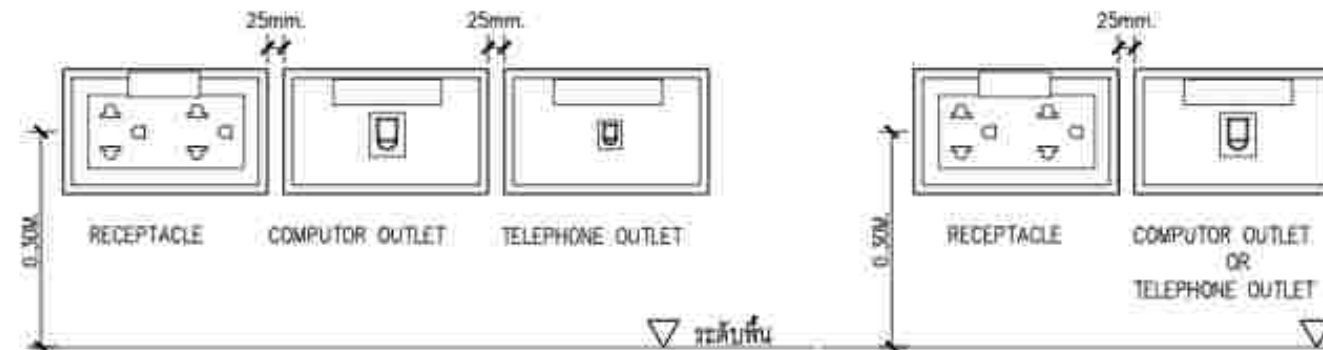 25mm. 25mm. 25mm.
RECEPTACLE COMPUTOR OUTLET TELEPHONE OUTLET RECEPTACLE COMPUTOR OUTLET
OR
TELEPHONE OUTLET
0.30M. 0.30M.
ระดับพื้น